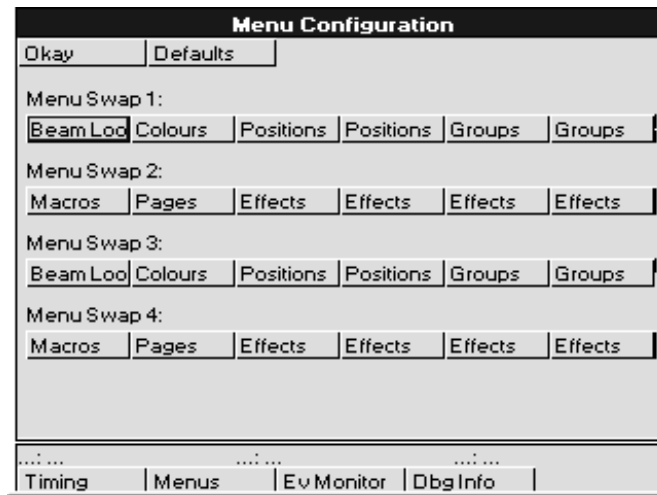 Menu Configuration
Okay Defaults
Menu Swap 1:
Beam Loo Colours Positions Positions Groups Groups
Menu Swap 2:
Macros Pages Effects Effects Effects Effects
Menu Swap 3:
Beam Loo Colours Positions Positions Groups Groups
Menu Swap 4:
Macros Pages Effects Effects Effects Effects
...: ... ...: ... ...: ...
Timing Menus Ev Monitor Dbg Info